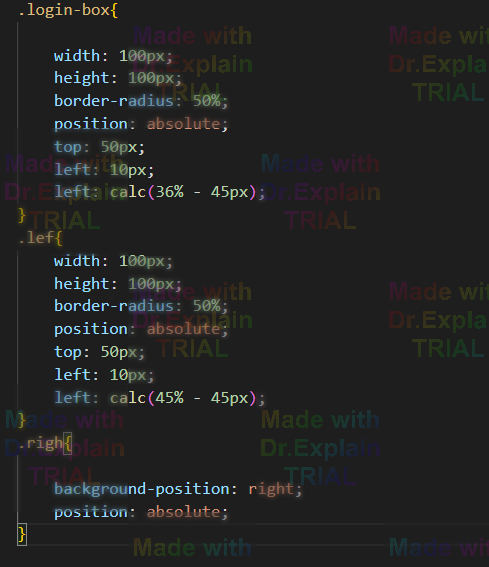 .login-box{
width: 100px;
height: 100px;
border-radius: 50%;
position: absolute;
top: 50px;
left: 10px;
left: calc(36% - 45px);
}
.lef{
width: 100px;
height: 100px;
border-radius: 50%;
position: absolute;
top: 50px;
left: 10px;
left: calc(45% - 45px);
}
.righ{
background-position: right;
position: absolute;
}
Made with
Dr.Explain
TRIAL
Made with
Dr.Expla
TRIAL
Made with
Dr.Explain
TRIAL
Made with
Dr.Explain
TRIAL
Made with
Dr.Explain
TRIAL
Made wit
Dr.Expla
TRIAL
Made with
Dr.Explain
TRIAL
Made with
Dr.Explain
TRIAL
Made with
Made wit